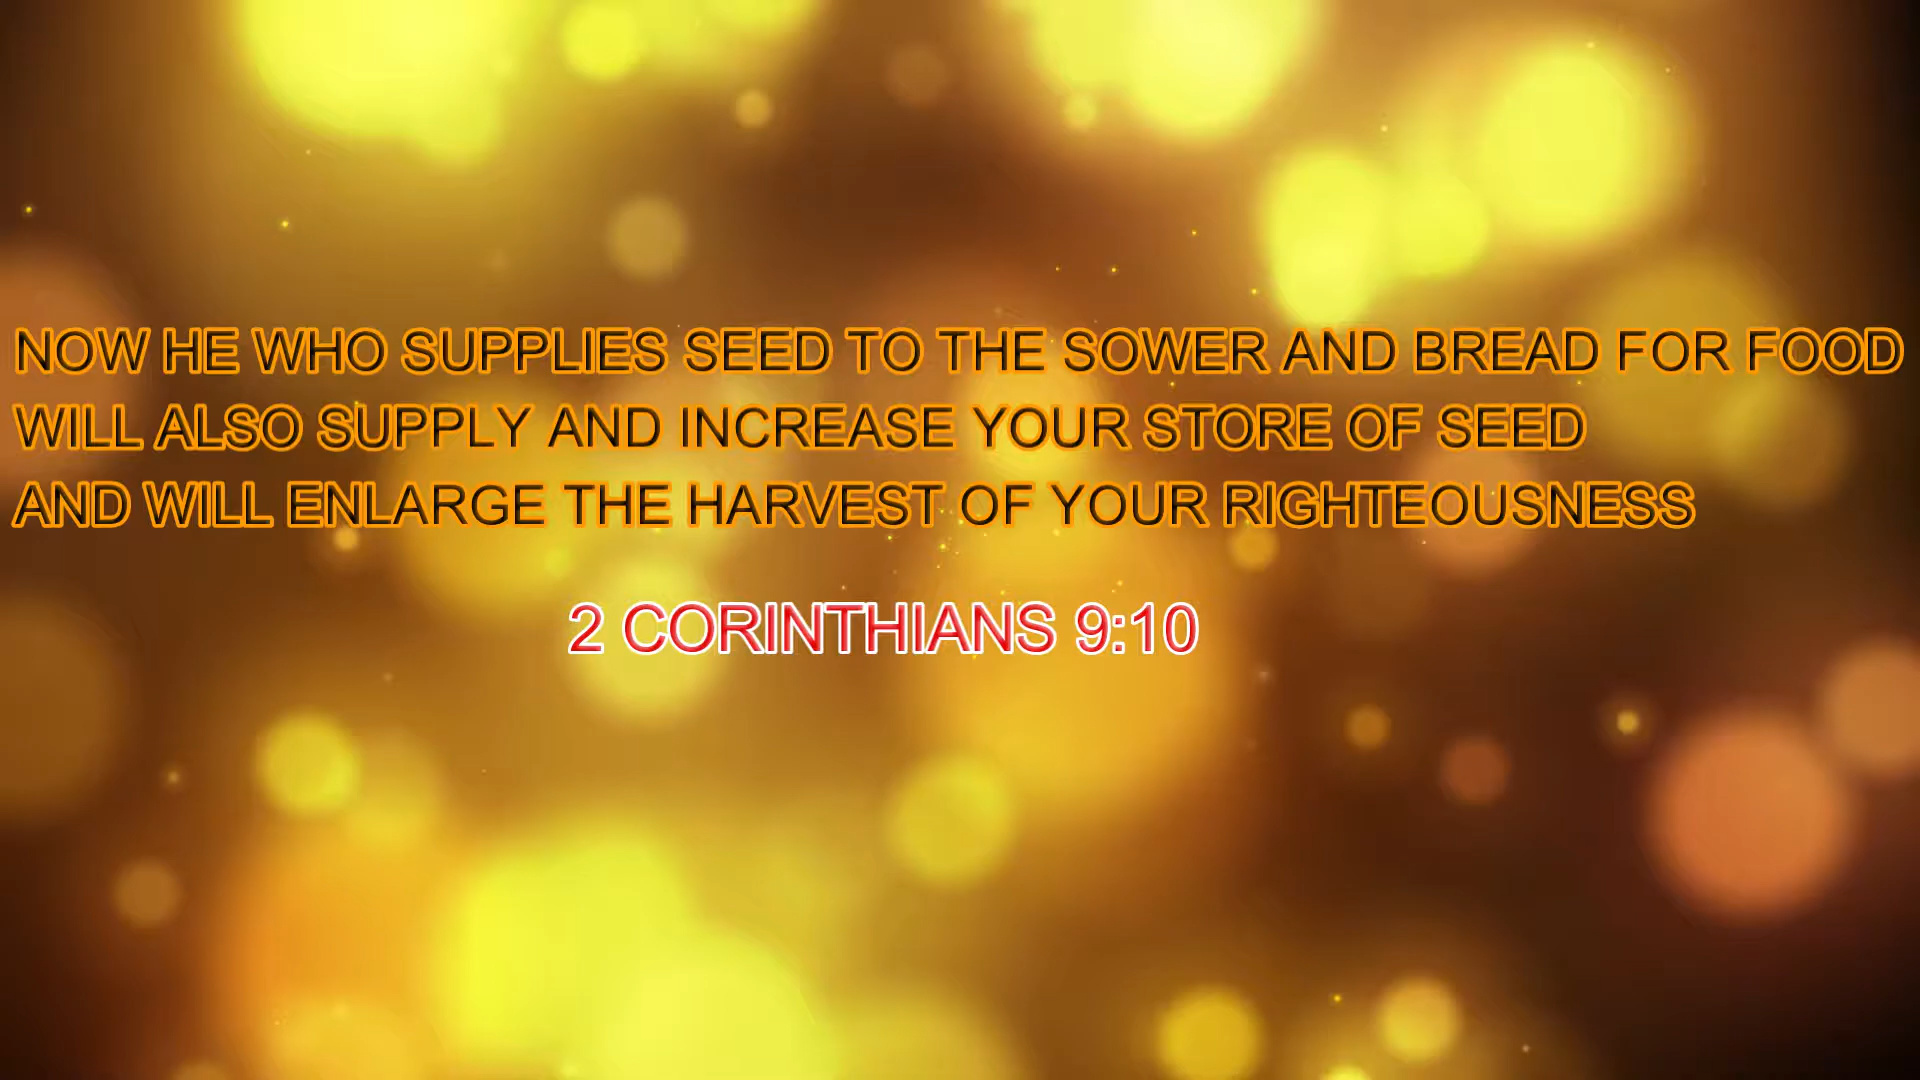 NOW HE WHO SUPPLIES SEED TO THE SOWER AND BREAD FOR FOOD
WILL ALSO SUPPLY AND INCREASE YOUR STORE OF SEED
AND WILL ENLARGE THE HARVEST OF YOUR RIGHTEOUSNESS
2 CORINTHIANS 9:10